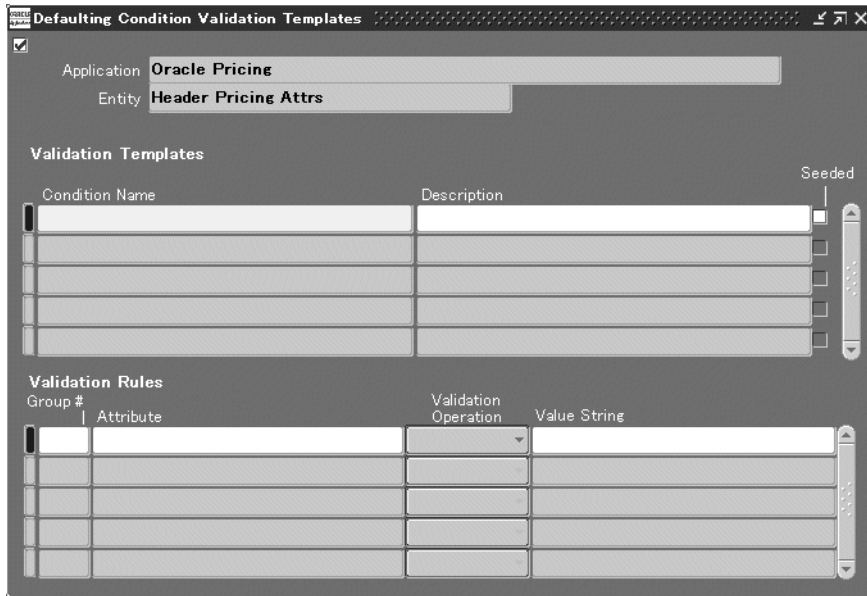 ORACLE
Defaulting Condition Validation Templates
Application Oracle Pricing
Entity Header Pricing Attrs
Validation Templates
Seeded
Condition Name Description
Validation Rules
Group # Attribute Validation Operation Value String